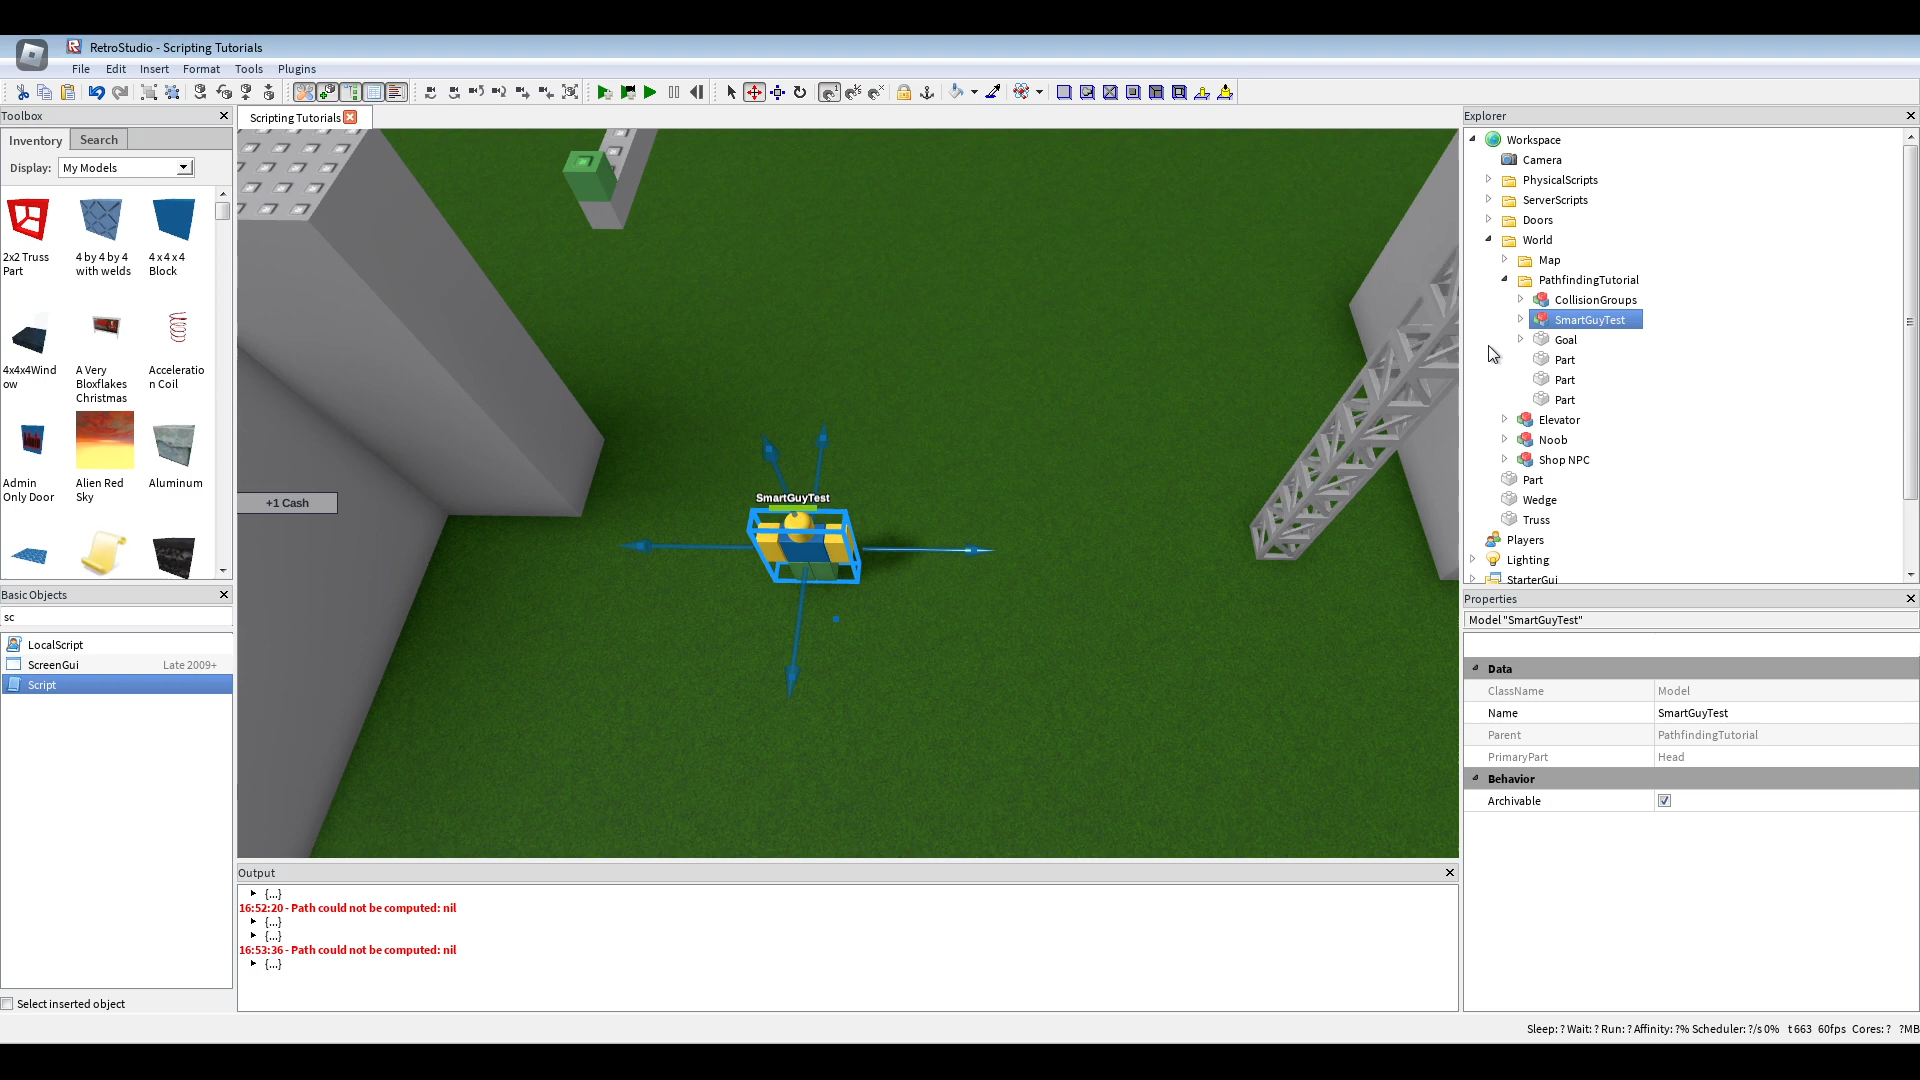 RetroStudio - Scripting Tutorials
File Edit Insert Format Tools Plugins
Toolbox
Inventory Search
Display: My Models
2x2 Truss Part
4 by 4 by 4 with welds
4 x 4 x 4 Block
4x4x4Window
A Very Bloxflakes Christmas
Acceleration Coil
Admin Only Door
Alien Red Sky
Aluminum
Basic Objects
sc
LocalScript
ScreenGui Late 2009+
Script
Select inserted object
Scripting Tutorials
+1 Cash
SmartGuyTest
Output
{...}
16:52:20 - Path could not be computed: nil
{...}
{...}
16:53:36 - Path could not be computed: nil
{...}
Explorer
Workspace
Camera
PhysicalScripts
ServerScripts
Doors
World
Map
PathfindingTutorial
CollisionGroups
SmartGuyTest
Goal
Part
Part
Part
Elevator
Noob
Shop NPC
Part
Wedge
Truss
Players
Lighting
StarterGui
Properties
Model "SmartGuyTest"
Data
ClassName Model
Name SmartGuyTest
Parent PathfindingTutorial
PrimaryPart Head
Behavior
Archivable
Sleep: ? Wait: ? Run: ? Affinity: ?% Scheduler: ?/s 0% t 663 60fps Cores: ? ?MB